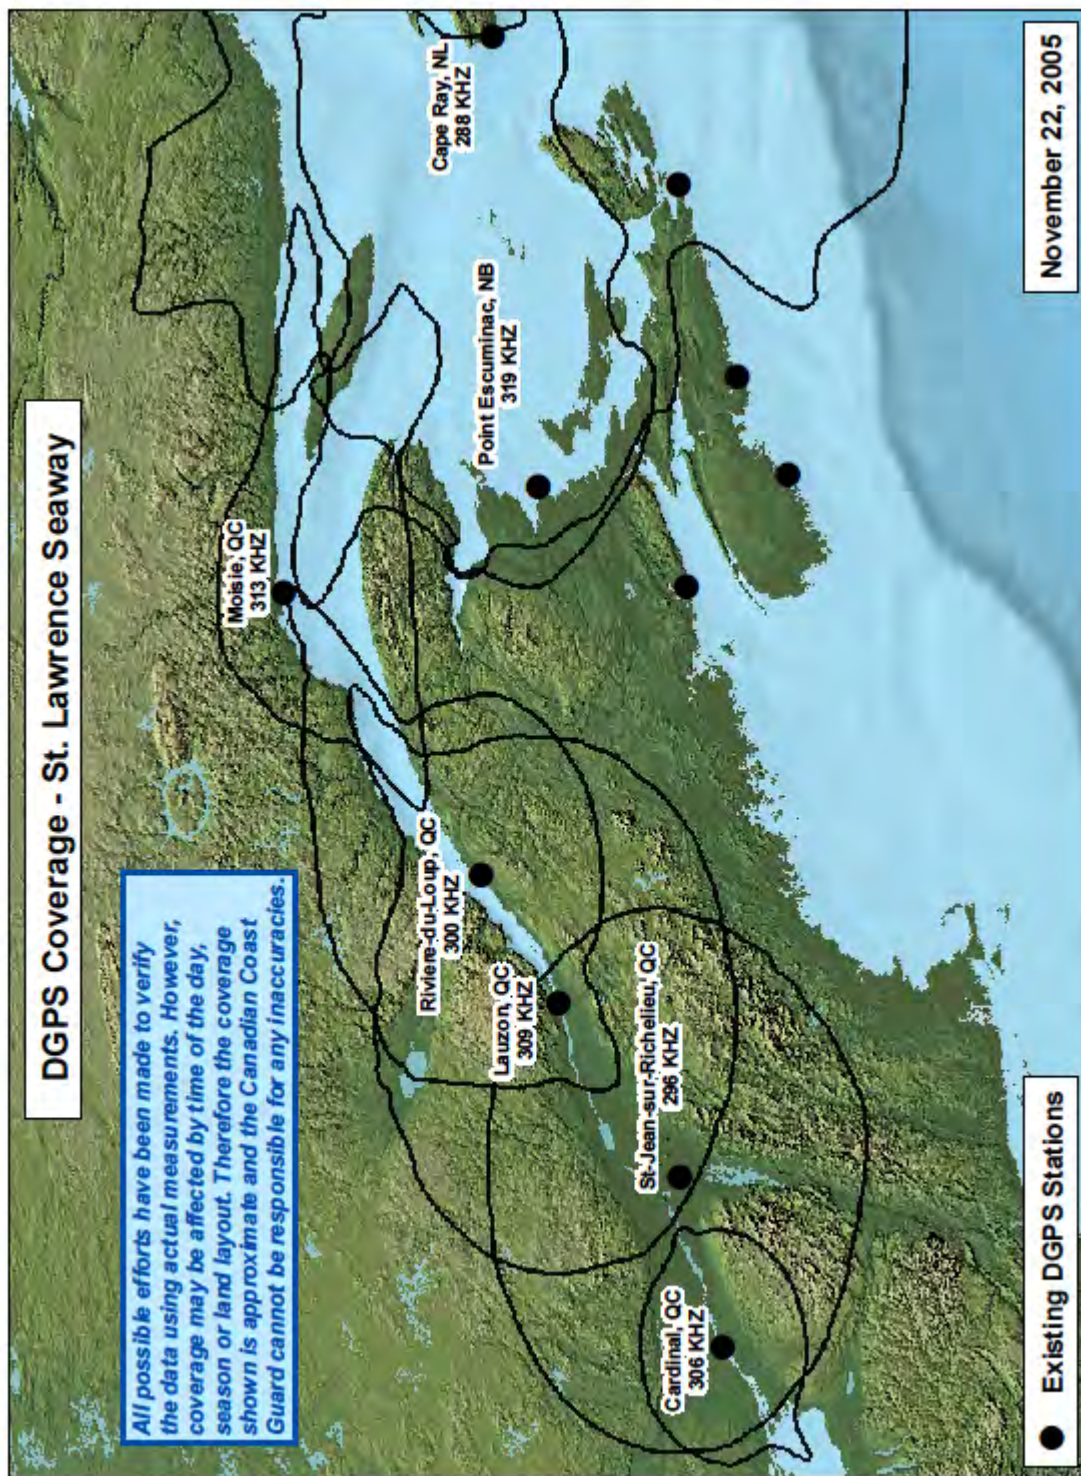 DGPS Coverage - St. Lawrence Seaway
All possible efforts have been made to verify
the data using actual measurements. However,
coverage may be affected by time of the day,
season or land layout. Therefore the coverage
shown is approximate and the Canadian Coast
Guard cannot be responsible for any inaccuracies.
Moisie, QC
313 KHZ
Cape Ray, NL
288 KHZ
Riviere-du-Loup, QC
300 KHZ
Point Escuminac, NB
319 KHZ
Lauzon, QC
309 KHZ
St-Jean-sur-Richelieu, QC
296 KHZ
Cardinal, QC
306 KHZ
Existing DGPS Stations
November 22, 2005